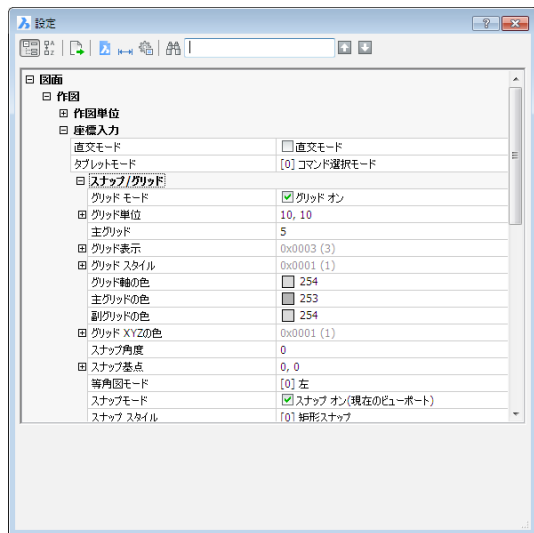 設定
図面
作図
作図単位
座標入力
直交モード 直交モード
タブレットモード [0] コマンド選択モード
スナップ/グリッド
グリッド モード グリッド オン
グリッド単位 10, 10
主グリッド 5
グリッド表示 0x0003 (3)
グリッド スタイル 0x0001 (1)
グリッド軸の色 254
主グリッドの色 253
副グリッドの色 254
グリッド XYZの色 0x0001 (1)
スナップ角度 0
スナップ基点 0, 0
等角図モード [0] 左
スナップモード スナップ オン(現在のビューポート)
スナップ スタイル [0] 矩形スナップ